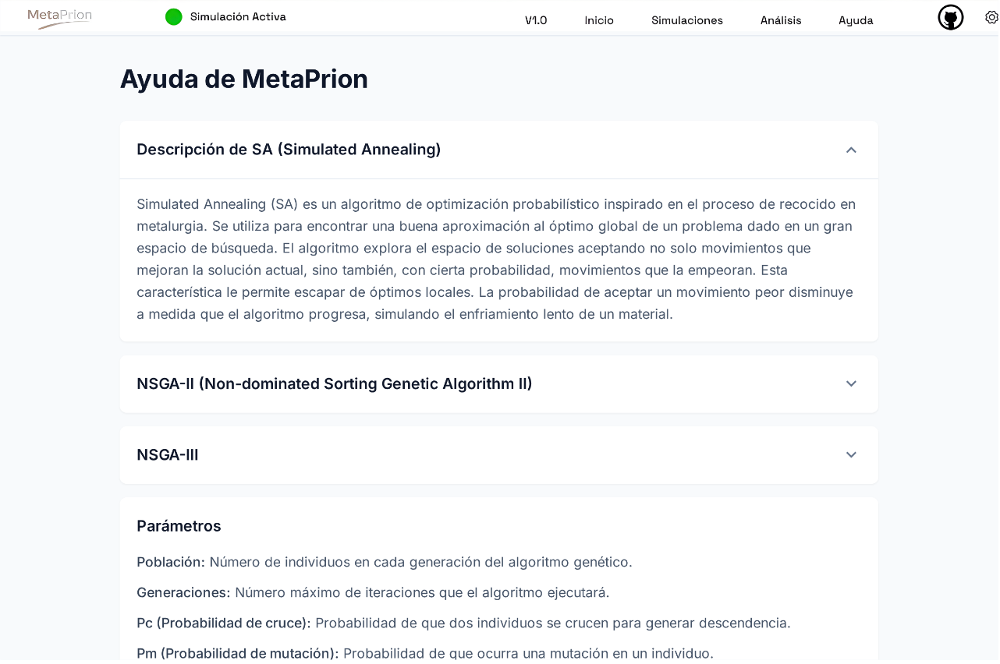 MetaPrion
Simulación Activa
V1.0
Inicio
Simulaciones
Análisis
Ayuda
Ayuda de MetaPrion
Descripción de SA (Simulated Annealing)
Simulated Annealing (SA) es un algoritmo de optimización probabilístico inspirado en el proceso de recocido en
metalurgia. Se utiliza para encontrar una buena aproximación al óptimo global de un problema dado en un gran
espacio de búsqueda. El algoritmo explora el espacio de soluciones aceptando no solo movimientos que
mejoran la solución actual, sino también, con cierta probabilidad, movimientos que la empeoran. Esta
característica le permite escapar de óptimos locales. La probabilidad de aceptar un movimiento peor disminuye
a medida que el algoritmo progresa, simulando el enfriamiento lento de un material.
NSGA-II (Non-dominated Sorting Genetic Algorithm II)
NSGA-III
Parámetros
Población: Número de individuos en cada generación del algoritmo genético.
Generaciones: Número máximo de iteraciones que el algoritmo ejecutará.
Pc (Probabilidad de cruce): Probabilidad de que dos individuos se crucen para generar descendencia.
Pm (Probabilidad de mutación): Probabilidad de que ocurra una mutación en un individuo.